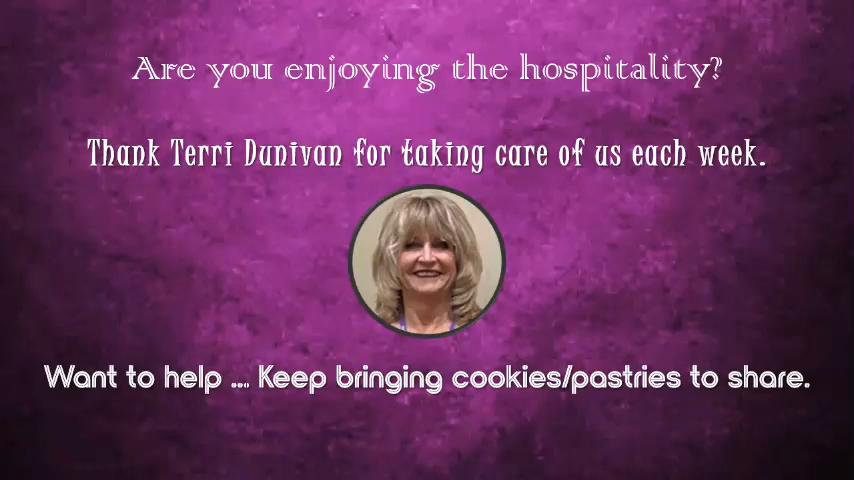 Are you enjoying the hospitality?
Thank Terri Dunivan for taking care of us each week.
Want to help .... Keep bringing cookies/pastries to share.